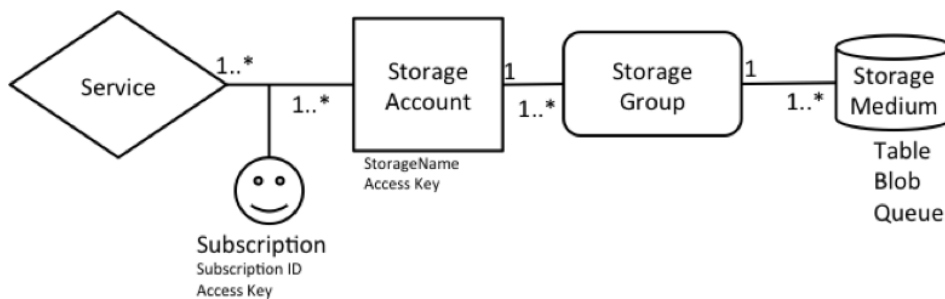 Service
1..*
1..*
Storage
Account
1
1..*
Storage
Group
1
1..*
Storage
Medium
StorageName
Access Key
Table
Blob
Queue
Subscription
Subscription ID
Access Key